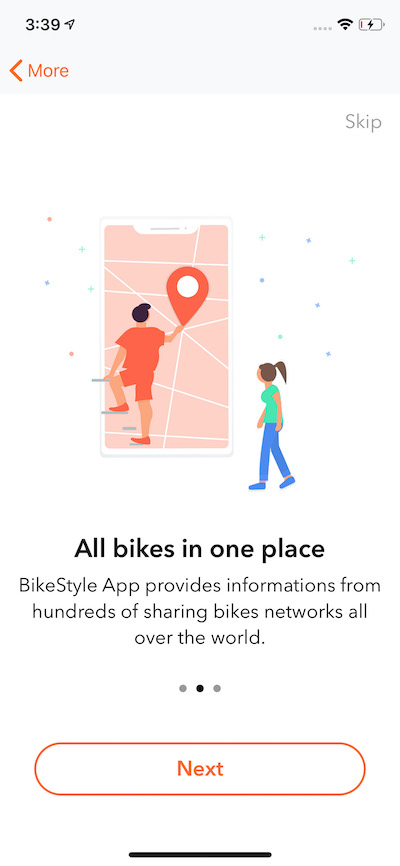 3:39
More
Skip
All bikes in one place
BikeStyle App provides informations from
hundreds of sharing bikes networks all
over the world.
Next